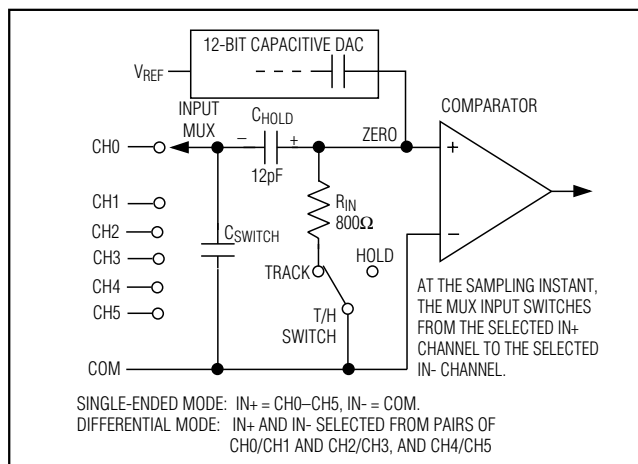 12-BIT CAPACITIVE DAC
VREF
INPUT
MUX
CHOLD
COMPARATOR
– +
ZERO
CH0
12pF
+
RIN
800Ω
CH1
CH2
CSWITCH
–
HOLD
CH3
TRACK
CH4
CH5
T/H
SWITCH
AT THE SAMPLING INSTANT,
THE MUX INPUT SWITCHES
FROM THE SELECTED IN+
CHANNEL TO THE SELECTED
IN- CHANNEL.
COM
SINGLE-ENDED MODE: IN+ = CH0–CH5, IN- = COM.
DIFFERENTIAL MODE: IN+ AND IN- SELECTED FROM PAIRS OF
CH0/CH1 AND CH2/CH3, AND CH4/CH5